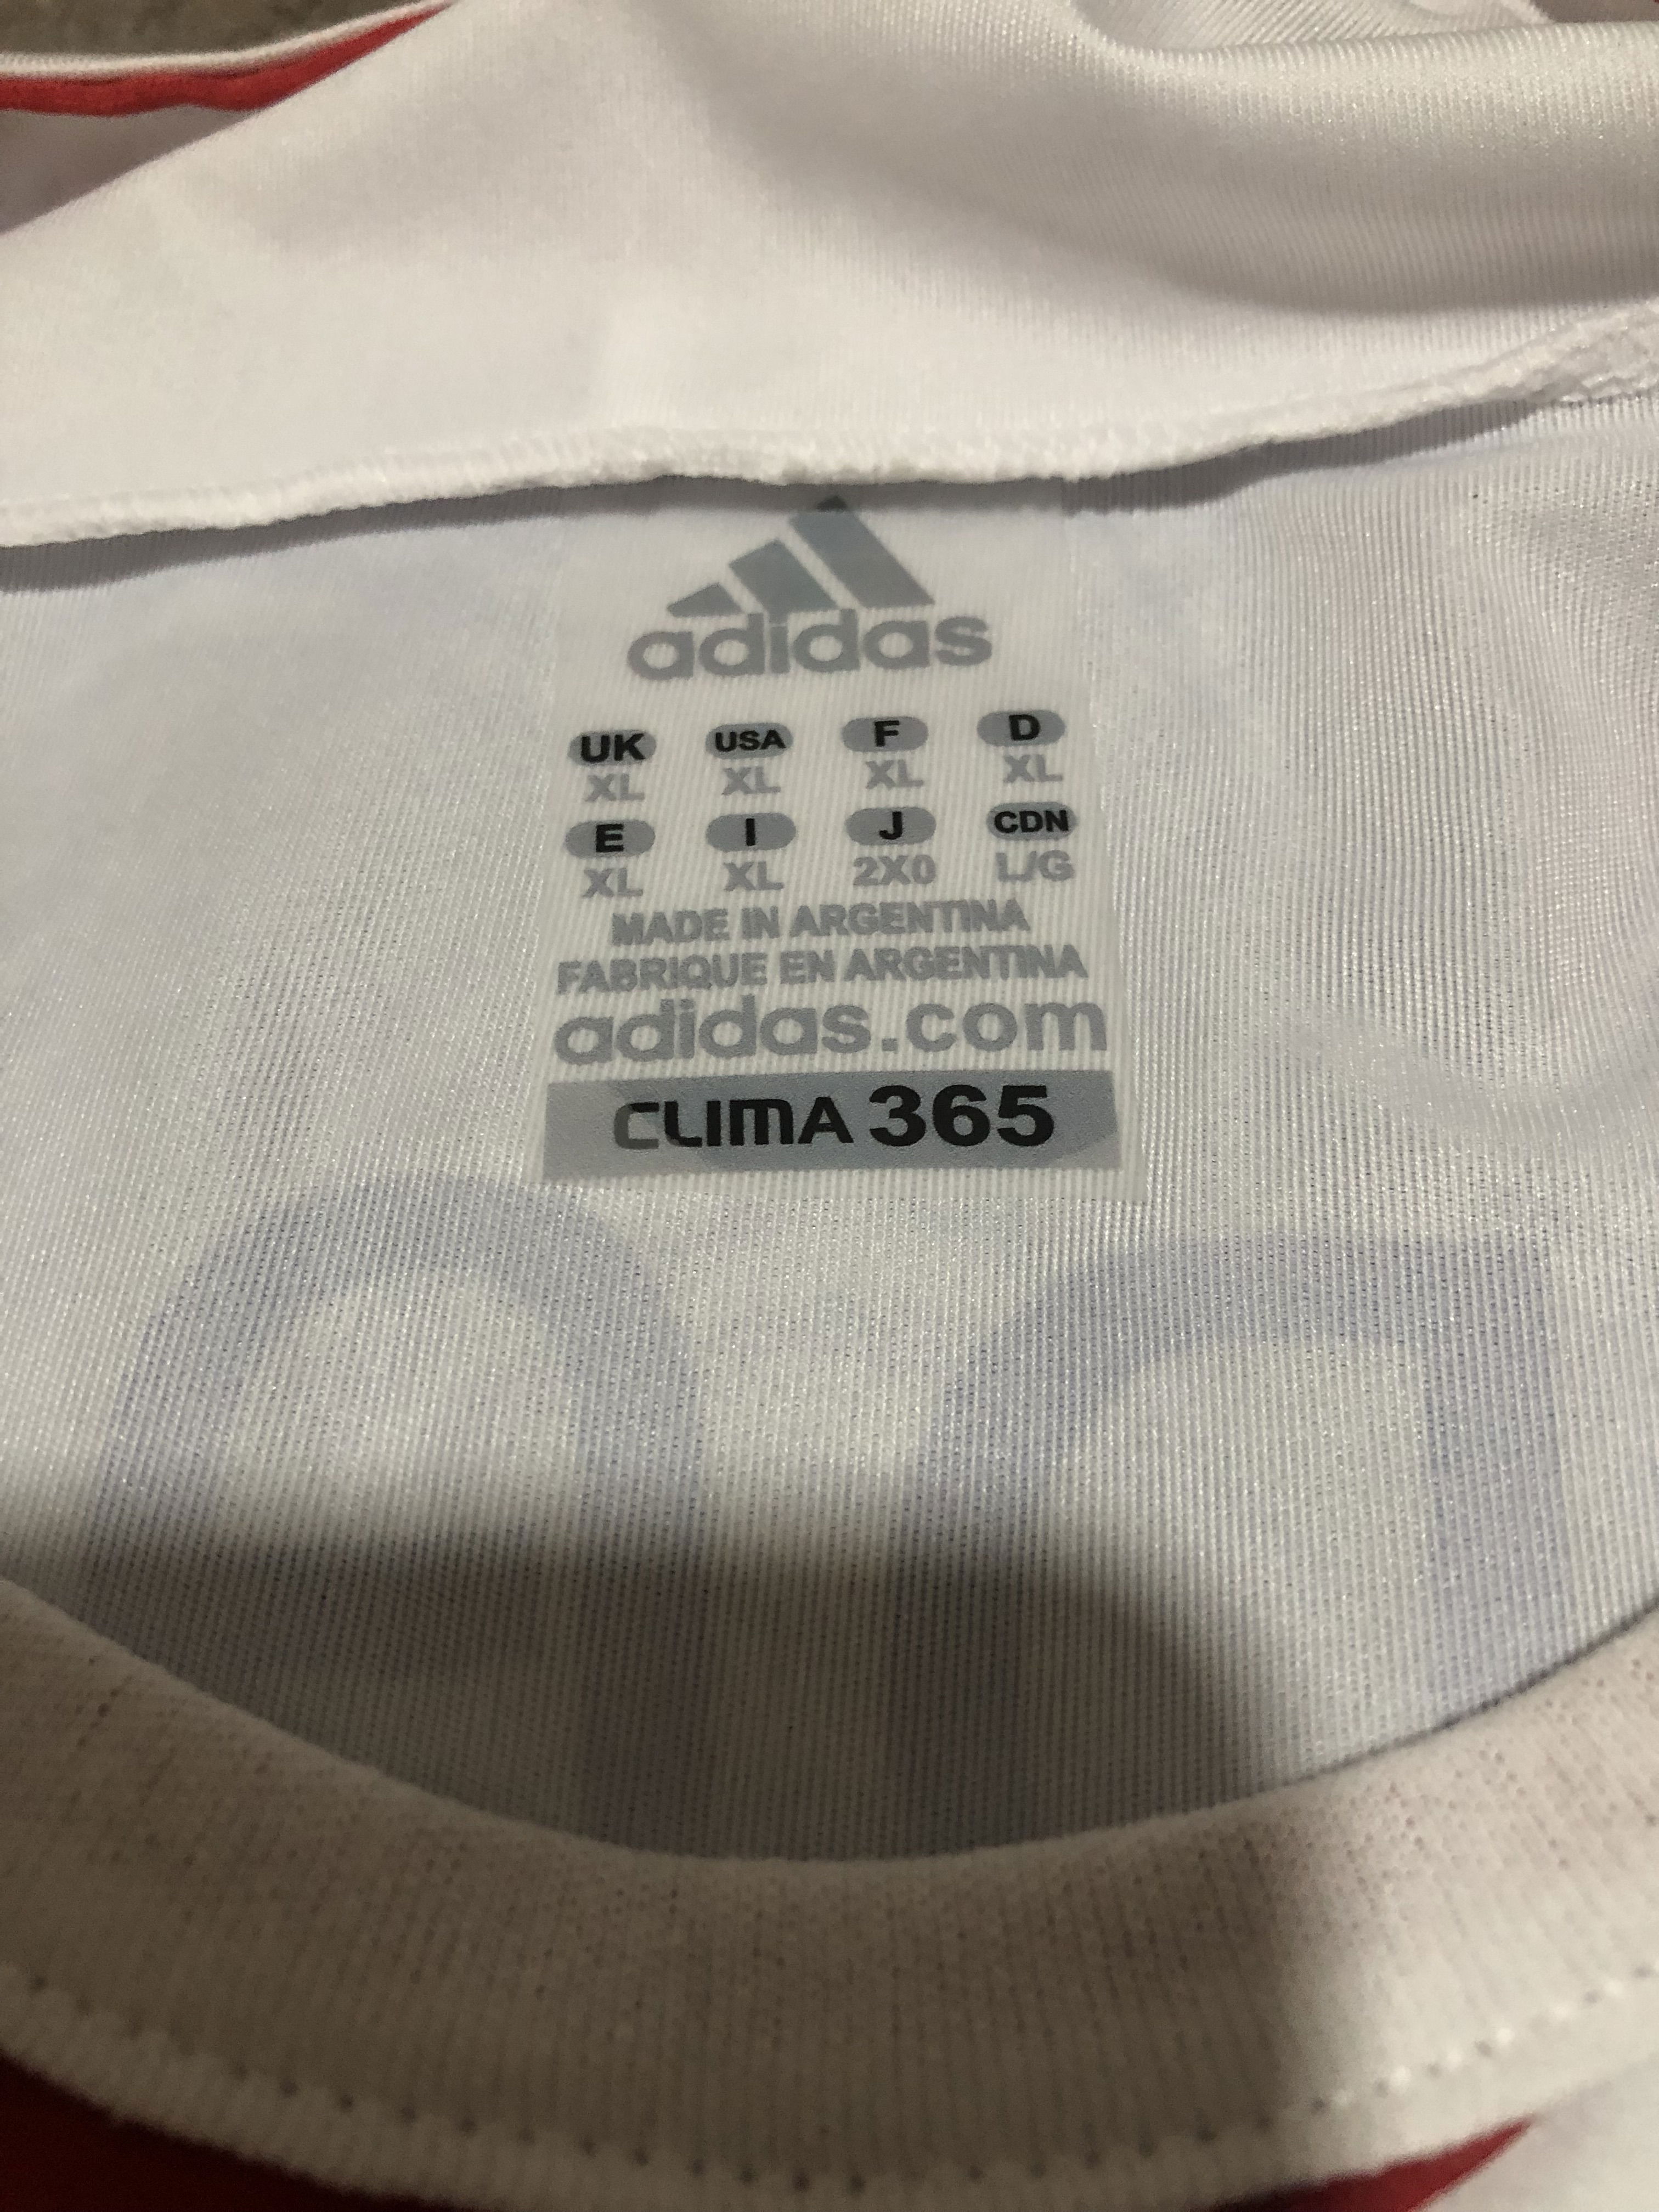 adidas
UK USA F D
XL XL XL XL
E I J CDN
XL XL 2XO L/G
MADE IN ARGENTINA
FABRIQUE EN ARGENTINA
adidas.com
CLIMA 365